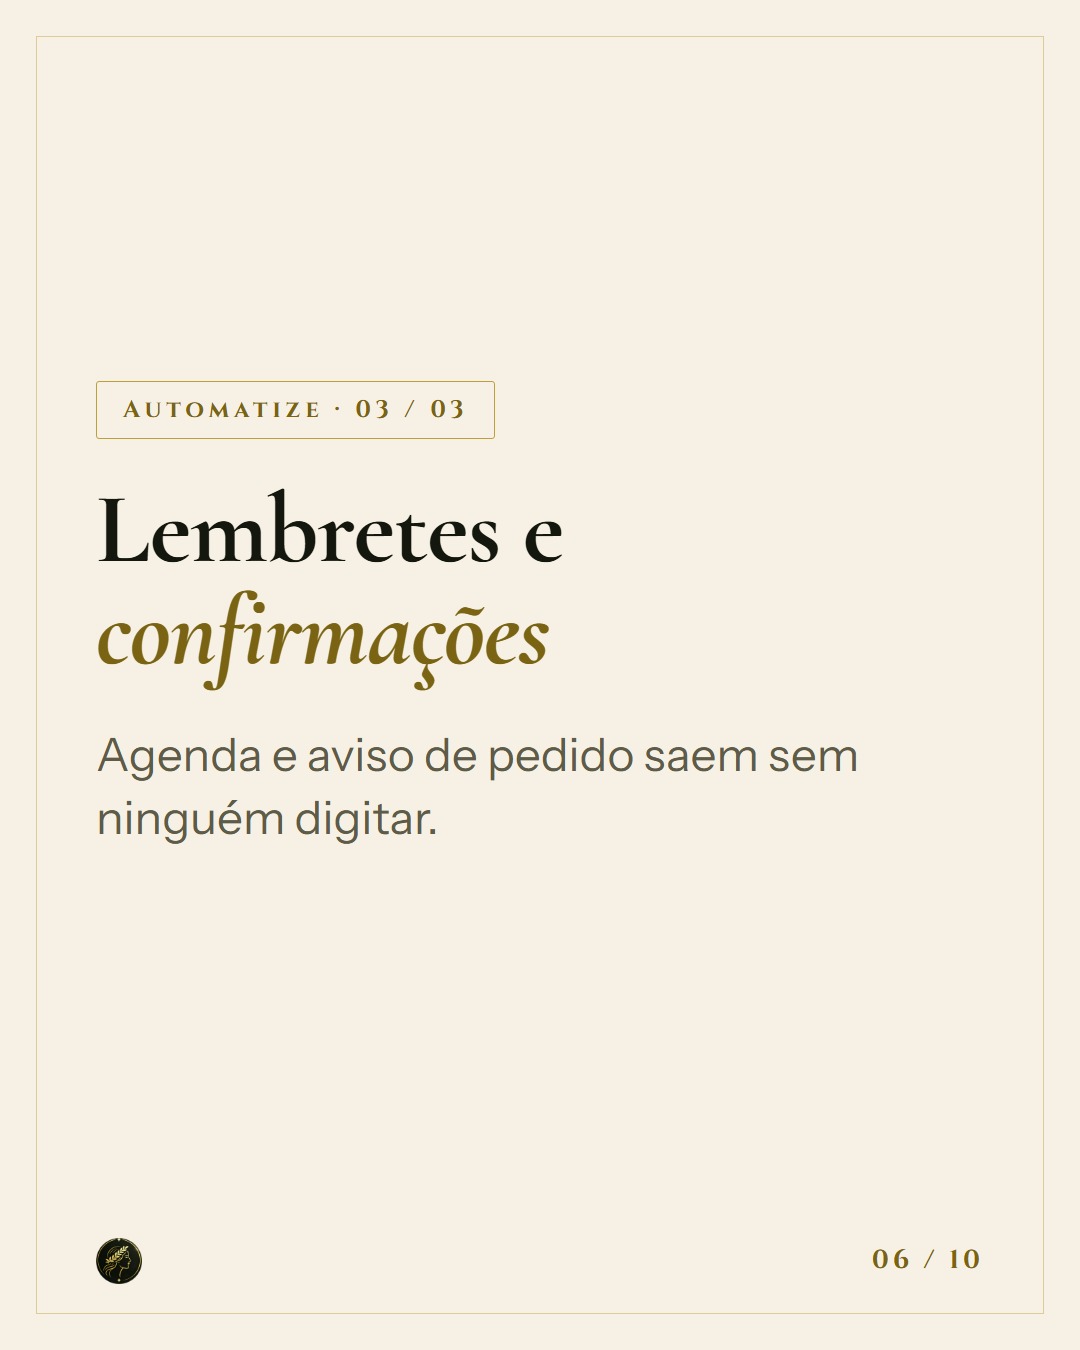 Automatize · 03 / 03
Lembretes e
confirmações
Agenda e aviso de pedido saem sem
ninguém digitar.
06 / 10